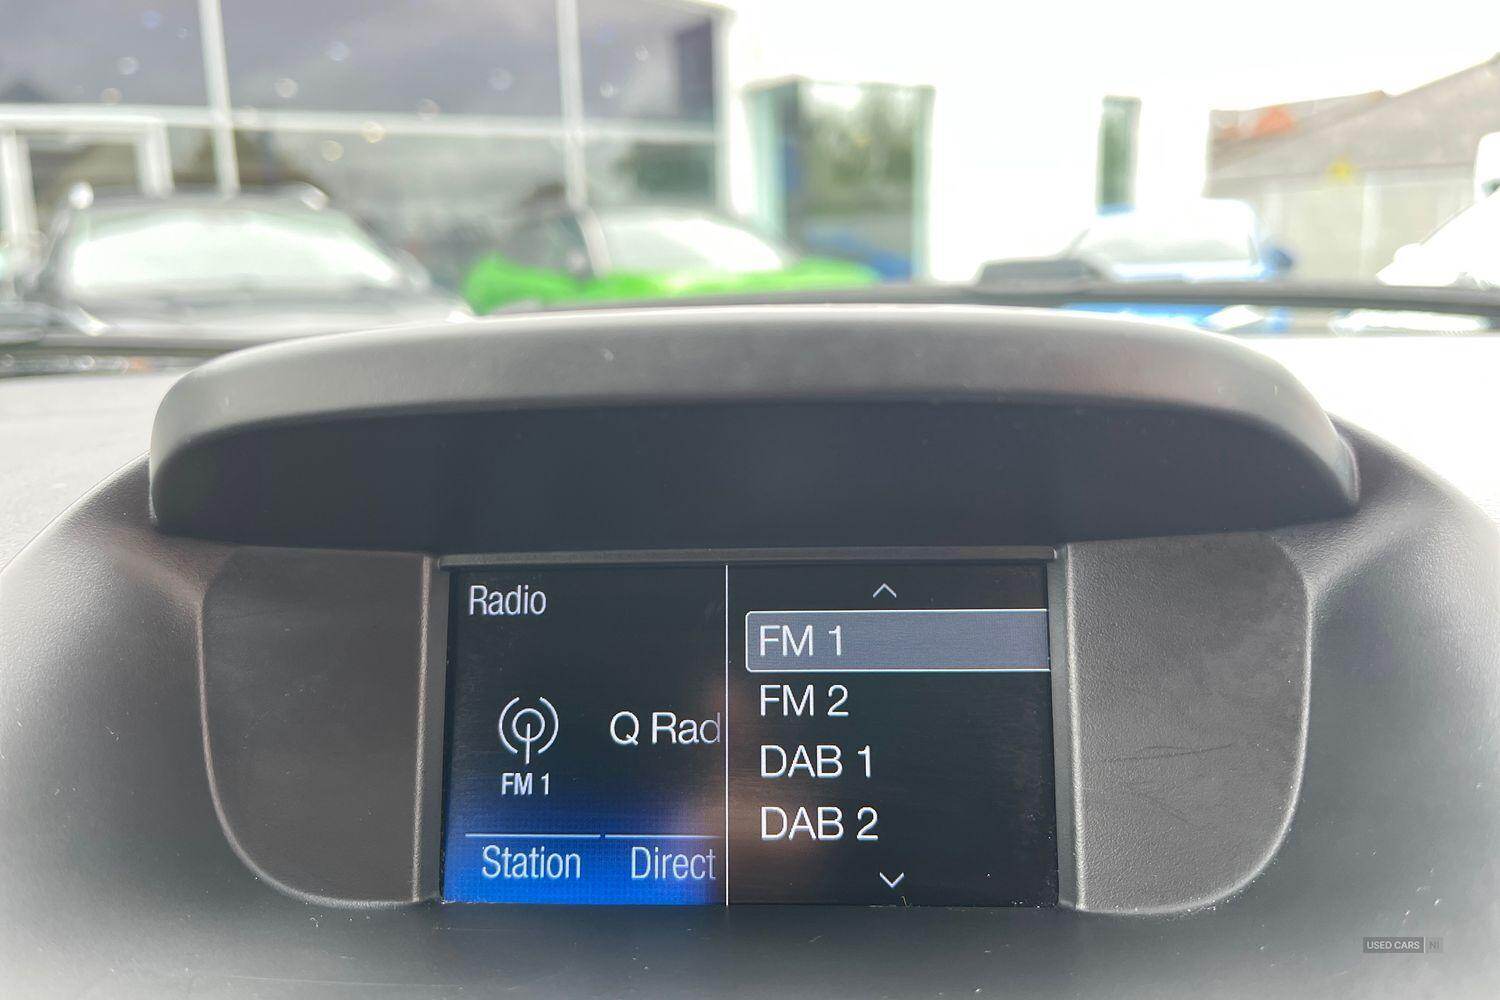 Radio
Q Rad
FM 1
Station Direct
FM 1
FM 2
DAB 1
DAB 2
USED CARS NI